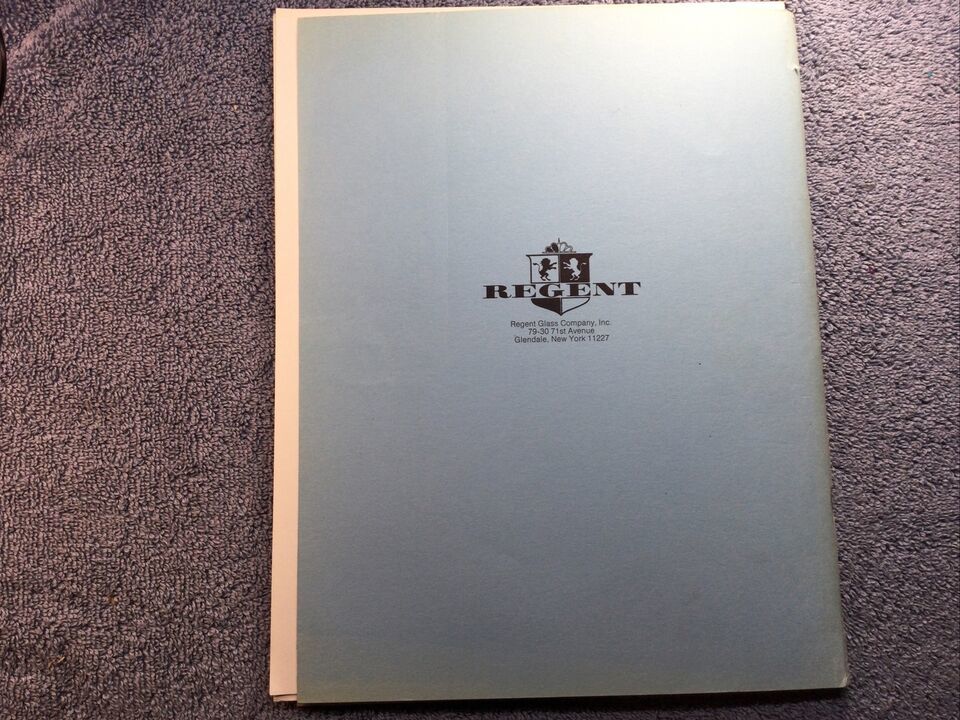 REGENT
Regent Glass Company, Inc.
79-30 71st Avenue
Glendale, New York 11227